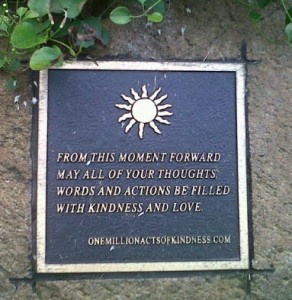 FROM THIS MOMENT FORWARD
MAY ALL OF YOUR THOUGHTS,
WORDS AND ACTIONS BE FILLED
WITH KINDNESS AND LOVE.
ONEMILLIONACTSOFKINDNESS.COM